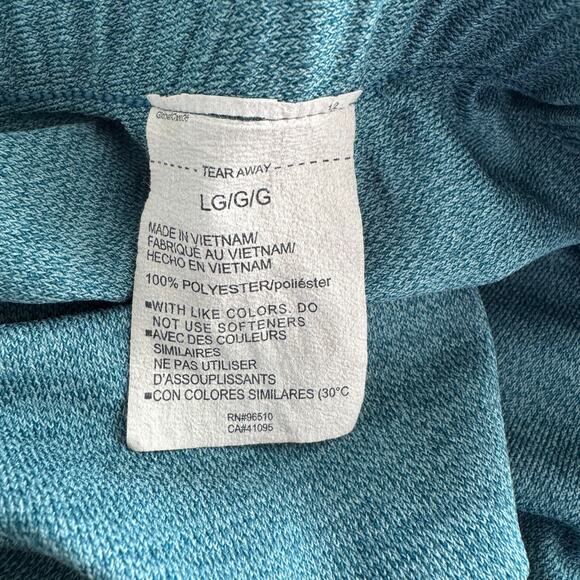 TEAR AWAY
LG/G/G
MADE IN VIETNAM/
FABRIQUÉ AU VIETNAM/
HECHO EN VIETNAM
100% POLYESTER/poliéster
■WITH LIKE COLORS. DO
NOT USE SOFTENERS
■AVEC DES COULEURS
SIMILAIRES
NE PAS UTILISER
D'ASSOUPLISSANTS
■CON COLORES SIMILARES (30°C
RN#96510
CA#41095